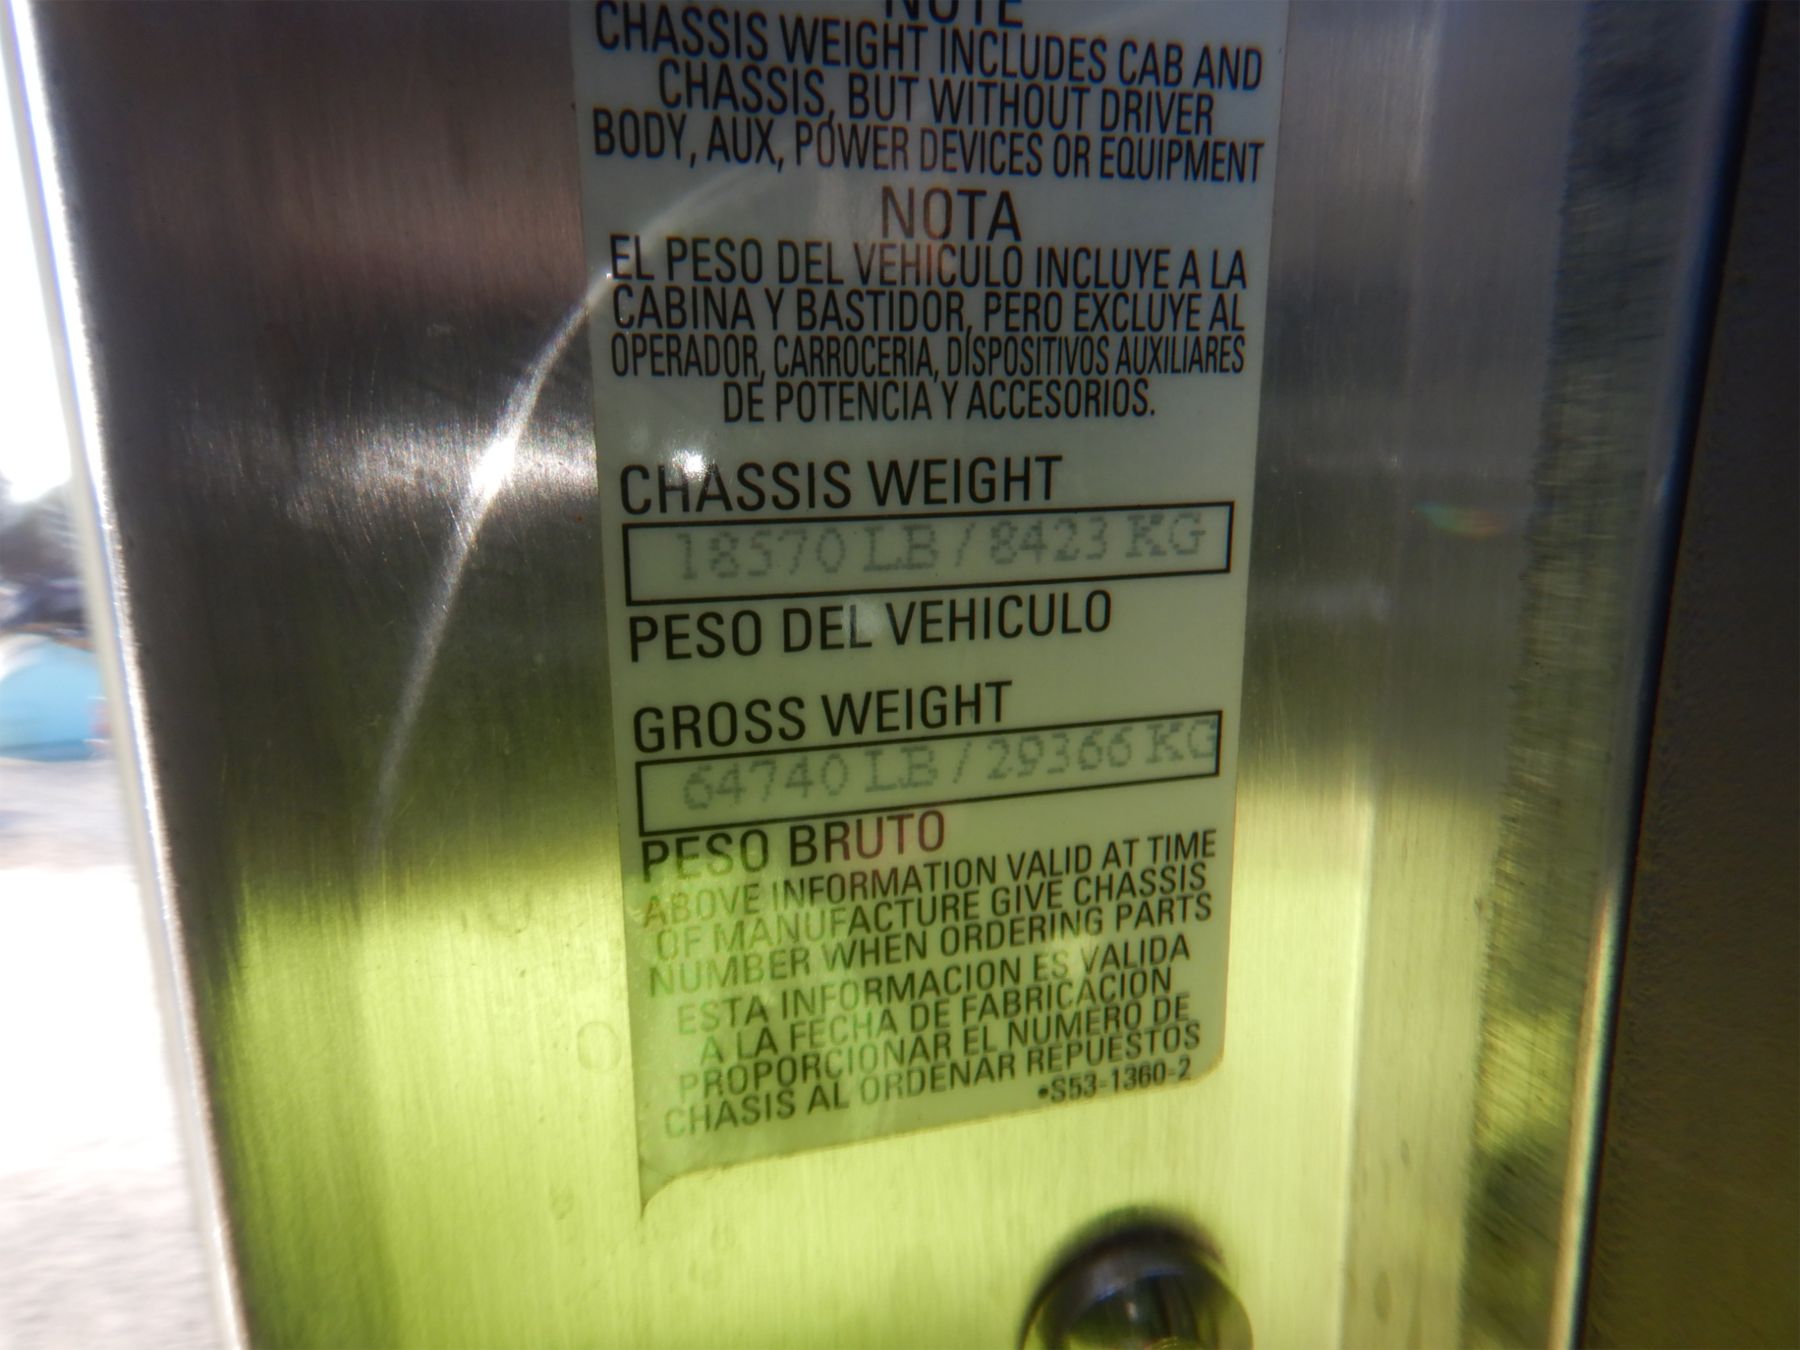 NOTE
CHASSIS WEIGHT INCLUDES CAB AND
CHASSIS, BUT WITHOUT DRIVER
BODY, AUX, POWER DEVICES OR EQUIPMENT
NOTA
EL PESO DEL VEHICULO INCLUYE A LA
CABINA Y BASTIDOR, PERO EXCLUYE AL
OPERADOR, CARROCERIA, DISPOSITIVOS AUXILIARES
DE POTENCIA Y ACCESORIOS.
CHASSIS WEIGHT
18570 LB / 8423 KG
PESO DEL VEHICULO
GROSS WEIGHT
64740 LB / 29366 KG
PESO BRUTO
ABOVE INFORMATION VALID AT TIME
OF MANUFACTURE GIVE CHASSIS
NUMBER WHEN ORDERING PARTS
ESTA INFORMACION ES VALIDA
A LA FECHA DE FABRICACION
PROPORCIONAR EL NUMERO DE
CHASIS AL ORDENAR REPUESTOS
•S53-1360-2